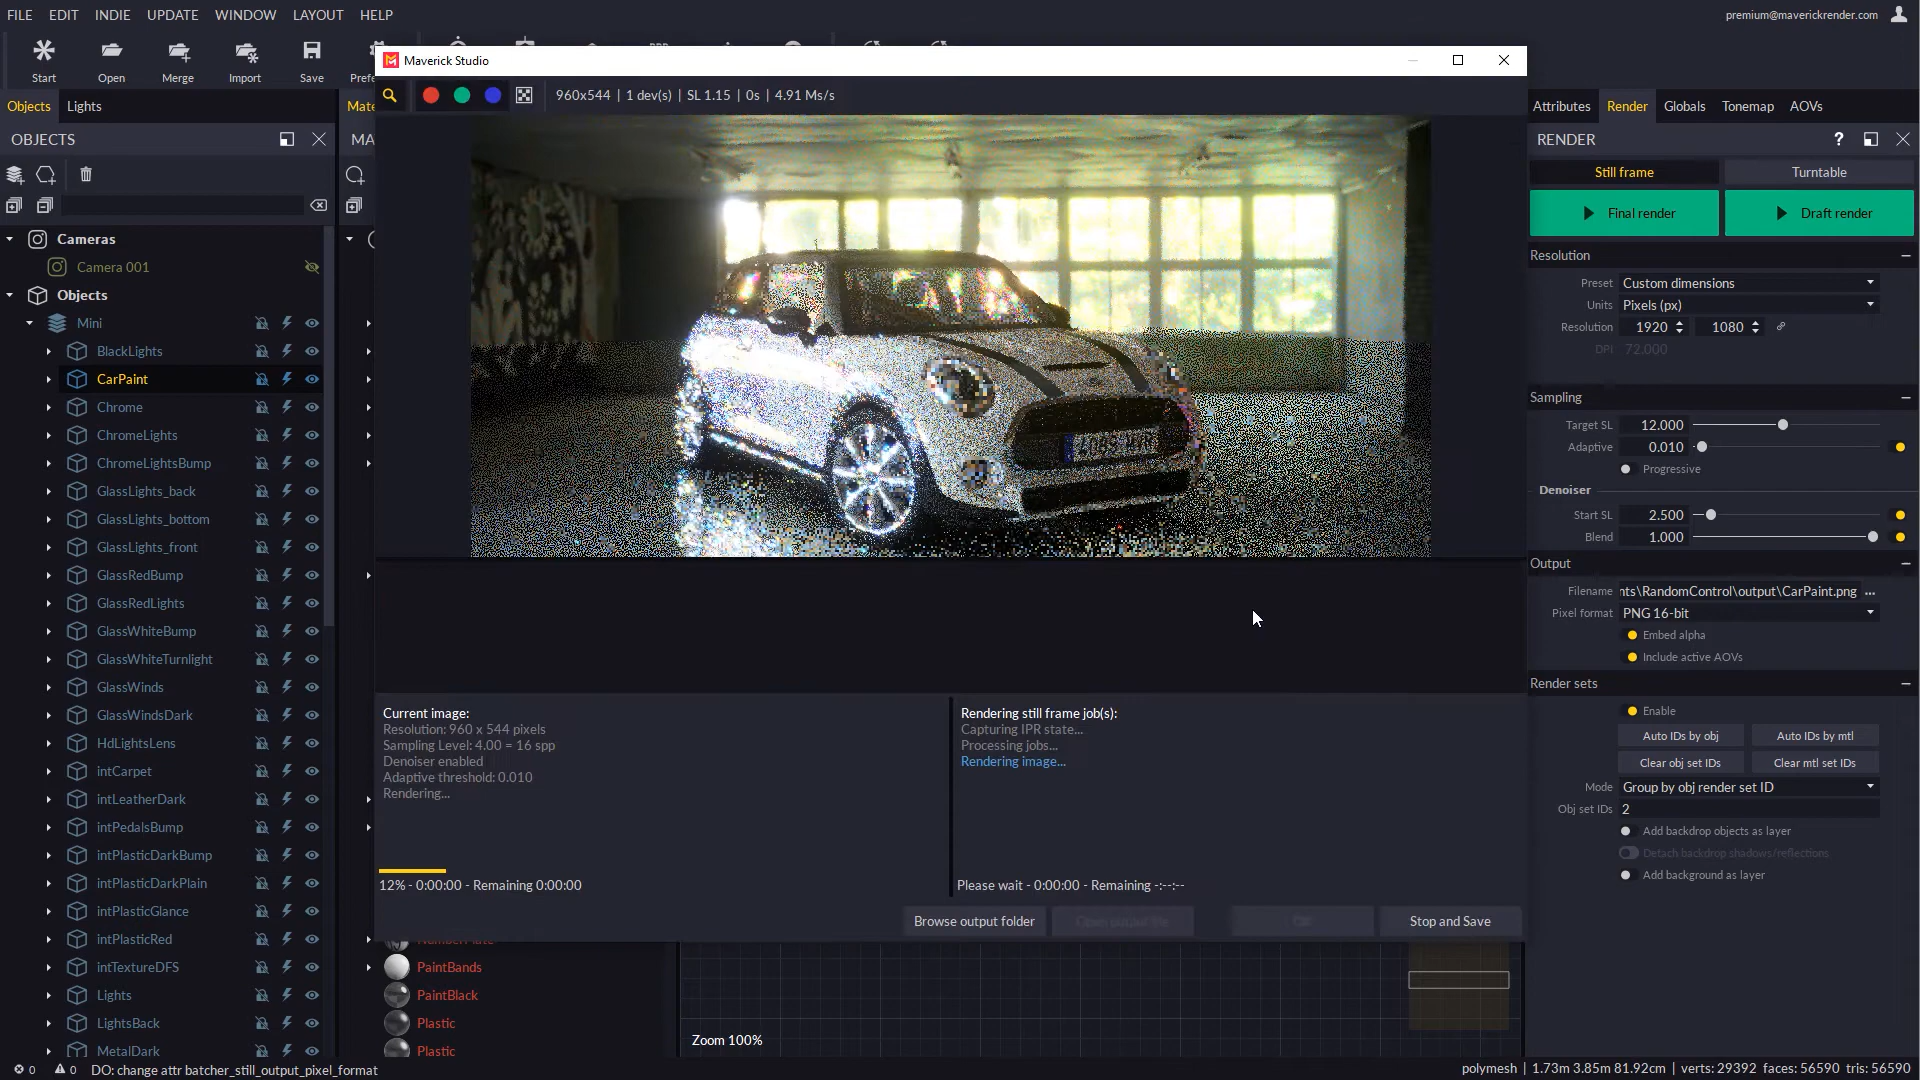 FILE EDIT INDIE UPDATE WINDOW LAYOUT HELP
premium@maverickrender.com
Start Open Merge Import Save Prefe
Maverick Studio
960x544 | 1 dev(s) | SL 1.15 | 0s | 4.91 Ms/s
Objects Lights
Mate
Attributes Render Globals Tonemap AOVs
OBJECTS
MA
RENDER
?
Still frame Turntable
Final render Draft render
Cameras
Camera 001
Objects
Mini
BlackLights
CarPaint
Chrome
ChromeLights
ChromeLightsBump
GlassLights_back
GlassLights_bottom
GlassLights_front
GlassRedBump
GlassRedLights
GlassWhiteBump
GlassWhiteTurnlight
GlassWinds
GlassWindsDark
HdLightsLens
intCarpet
intLeatherDark
intPedalsBump
intPlasticDarkBump
intPlasticDarkPlain
intPlasticGlance
intPlasticRed
intTextureDFS
Lights
LightsBack
MetalDark
Current image:
Resolution: 960 x 544 pixels
Sampling Level: 4.00 = 16 spp
Denoiser enabled
Adaptive threshold: 0.010
Rendering...
12% - 0:00:00 - Remaining 0:00:00
Rendering still frame job(s):
Capturing IPR state...
Processing jobs...
Rendering image...
Please wait - 0:00:00 - Remaining -:--:--
Browse output folder
Stop and Save
NumberPlate
PaintBands
PaintBlack
Plastic
Plastic
Zoom 100%
Resolution
Preset Custom dimensions
Units Pixels (px)
Resolution 1920 1080
DPI 72.000
Sampling
Target SL 12.000
Adaptive 0.010
Progressive
Denoiser
Start SL 2.500
Blend 1.000
Output
Filename nts\RandomControl\output\CarPaint.png ...
Pixel format PNG 16-bit
Embed alpha
Include active AOVs
Render sets
Enable
Auto IDs by obj Auto IDs by mtl
Clear obj set IDs Clear mtl set IDs
Mode Group by obj render set ID
Obj set IDs 2
Add backdrop objects as layer
Detach backdrop shadows/reflections
Add background as layer
0 0 DO: change attr batcher_still_output_pixel_format
polymesh | 1.73m 3.85m 81.92cm | verts: 29392 faces: 56590 tris: 56590